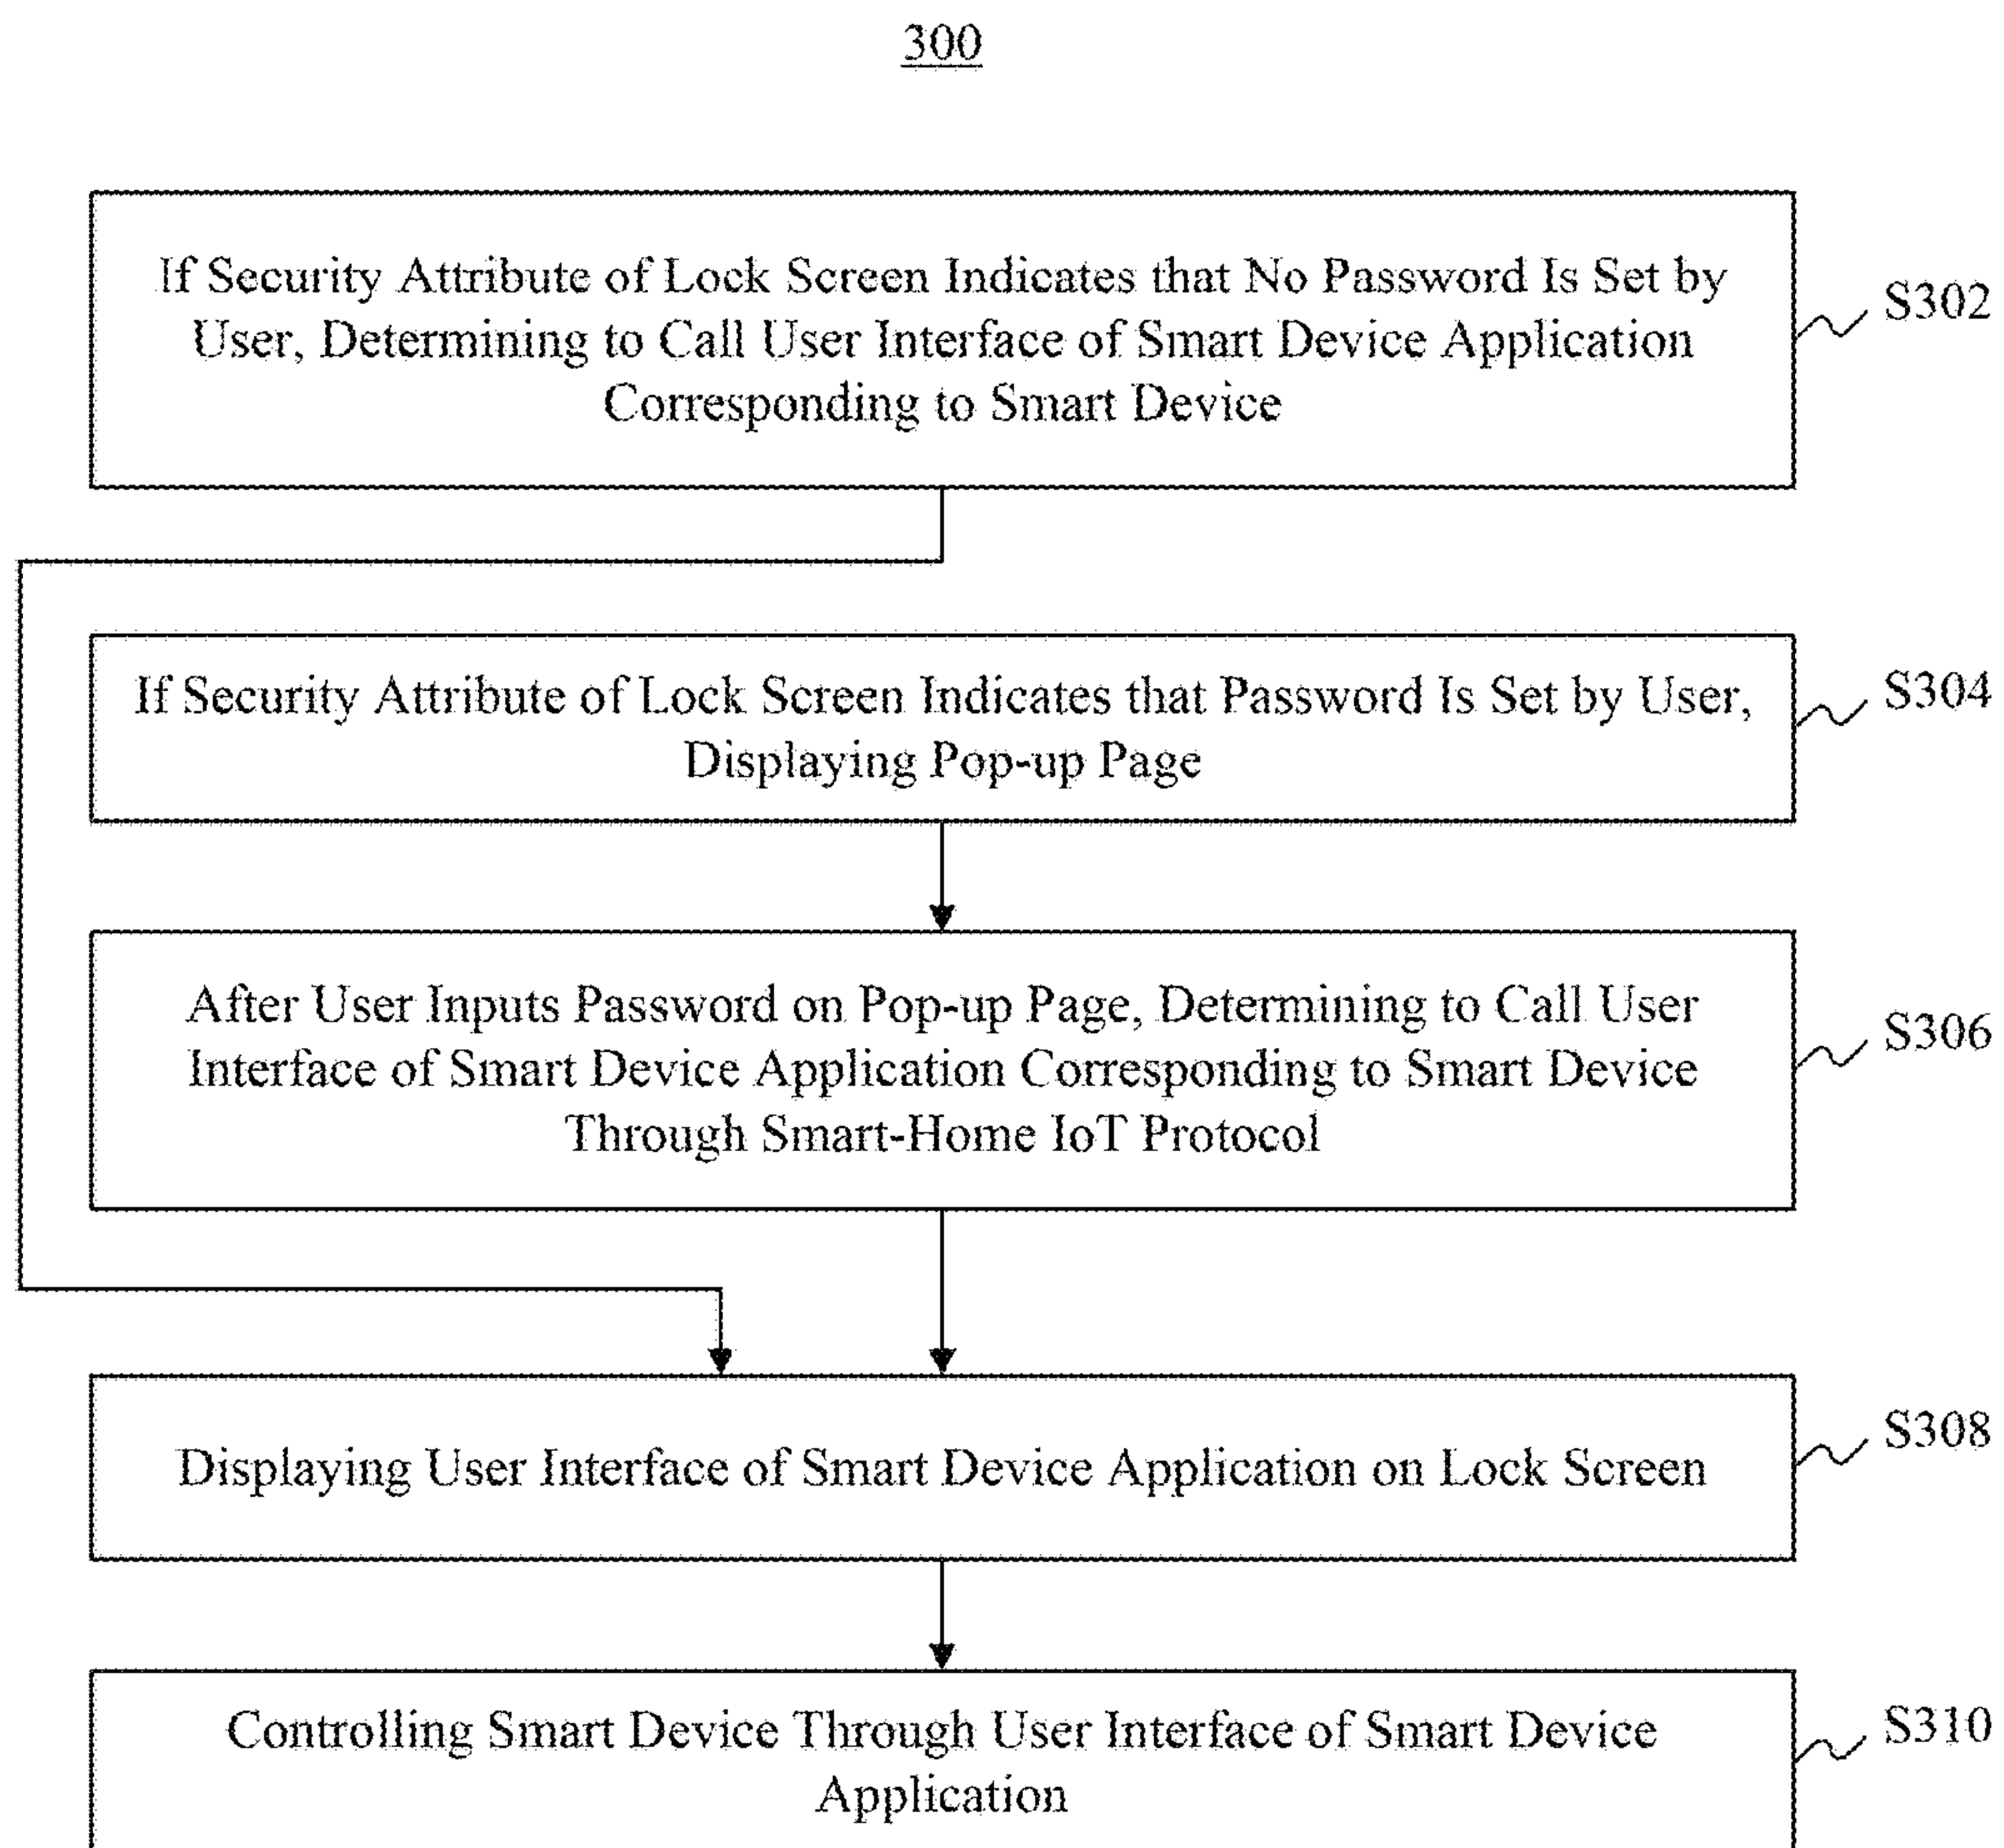 300
If Security Attribute of Lock Screen Indicates that No Password Is Set by
User, Determining to Call User Interface of Smart Device Application
Corresponding to Smart Device
S302
If Security Attribute of Lock Screen Indicates that Password Is Set by User,
Displaying Pop-up Page
S304
After User Inputs Password on Pop-up Page, Determining to Call User
Interface of Smart Device Application Corresponding to Smart Device
Through Smart-Home IoT Protocol
S306
Displaying User Interface of Smart Device Application on Lock Screen
S308
Controlling Smart Device Through User Interface of Smart Device
Application
S310